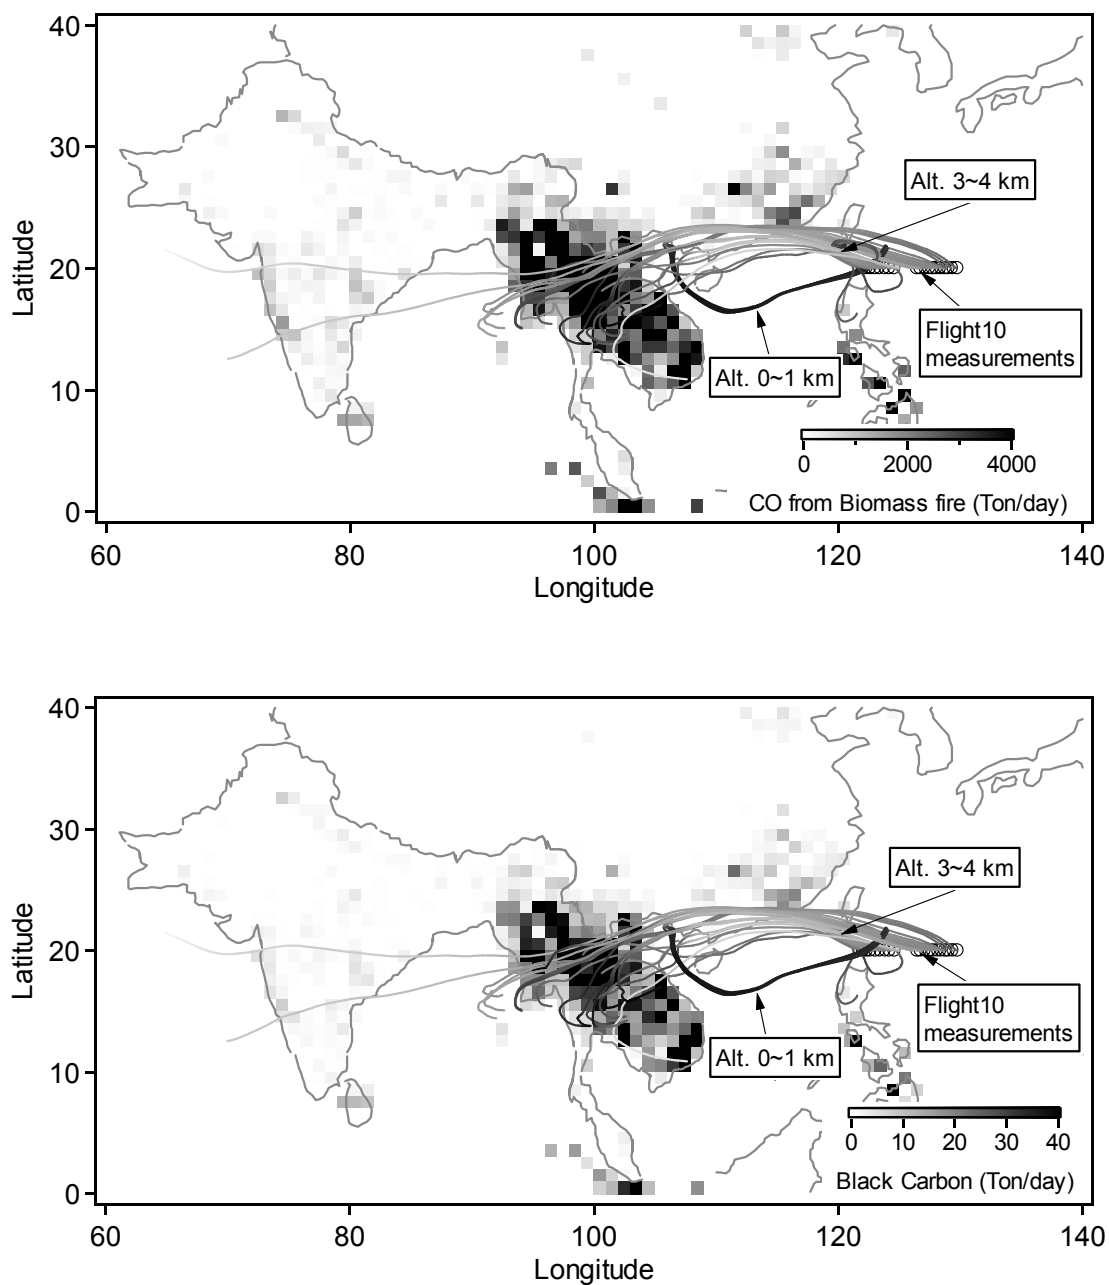 40
30
20
10
0
Latitude
Alt. 3~4 km
Flight10
measurements
Alt. 0~1 km
0 2000 4000
CO from Biomass fire (Ton/day)
60 80 100 120 140
Longitude
40
30
20
10
0
Latitude
Alt. 3~4 km
Flight10
measurements
Alt. 0~1 km
0 10 20 30 40
Black Carbon (Ton/day)
60 80 100 120 140
Longitude